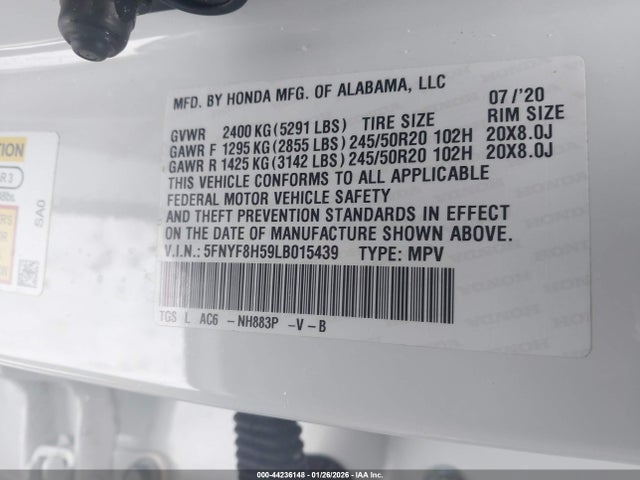 MFD. BY HONDA MFG. OF ALABAMA, LLC 07 /'20
GVWR 2400 KG (5291 LBS) TIRE SIZE RIM SIZE
GAWR F 1295 KG (2855 LBS) 245/50R20 102H 20X8.0J
GAWR R 1425 KG (3142 LBS) 245/50R20 102H 20X8.0J
THIS VEHICLE CONFORMS TO ALL APPLICABLE
FEDERAL MOTOR VEHICLE SAFETY
AND THEFT PREVENTION STANDARDS IN EFFECT
ON THE DATE OF MANUFACTURE SHOWN ABOVE.
V.I.N.: 5FNYF8H59LB015439 TYPE: MPV
TGS L AC6 -NH883P -V-B
SA0
000-44236148 | 01/26/2026 | IAA Inc.